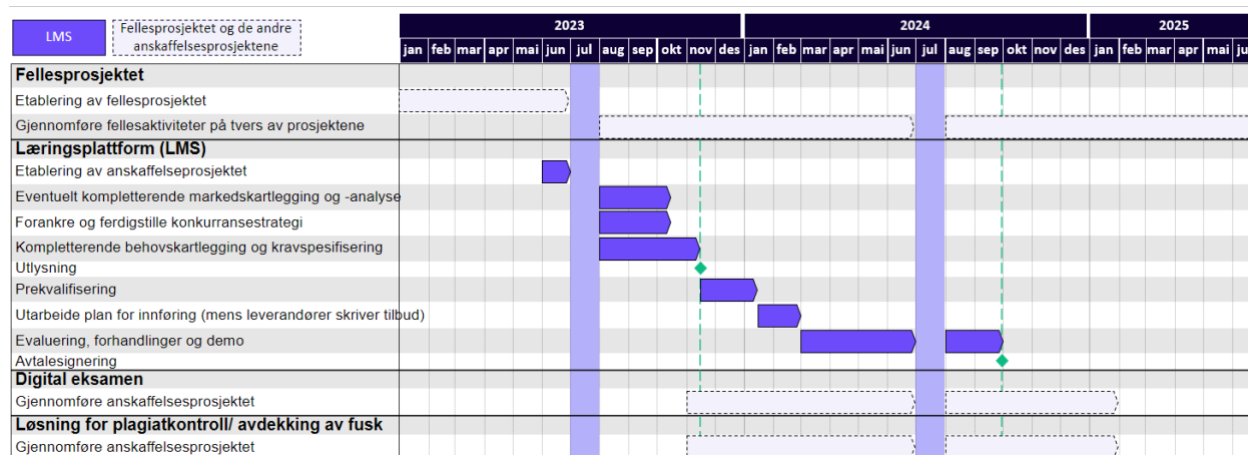 LMS
Fellesprosjektet og de andre
anskaffelsesprosjektene
2023 2024 2025
jan feb mar apr mai jun jul aug sep okt nov des jan feb mar apr mai jun jul aug sep okt nov des jan feb mar apr mai
Fellesprosjektet
Etablering av fellesprosjektet
Gjennomføre fellesaktiviteter på tvers av prosjektene
Læringsplattform (LMS)
Etablering av anskaffelseprosjektet
Eventuelt kompletterende markedskartlegging og -analyse
Forankre og ferdigstille konkurransestrategi
Kompletterende behovskartlegging og kravspesifisering
Utlysning
Prekvalifisering
Utarbeide plan for innføring (mens leverandører skriver tilbud)
Evaluering, forhandlinger og demo
Avtalesignering
Digital eksamen
Gjennomføre anskaffelsesprosjektet
Løsning for plagiatkontroll/ avdekking av fusk
Gjennomføre anskaffelsesprosjektet